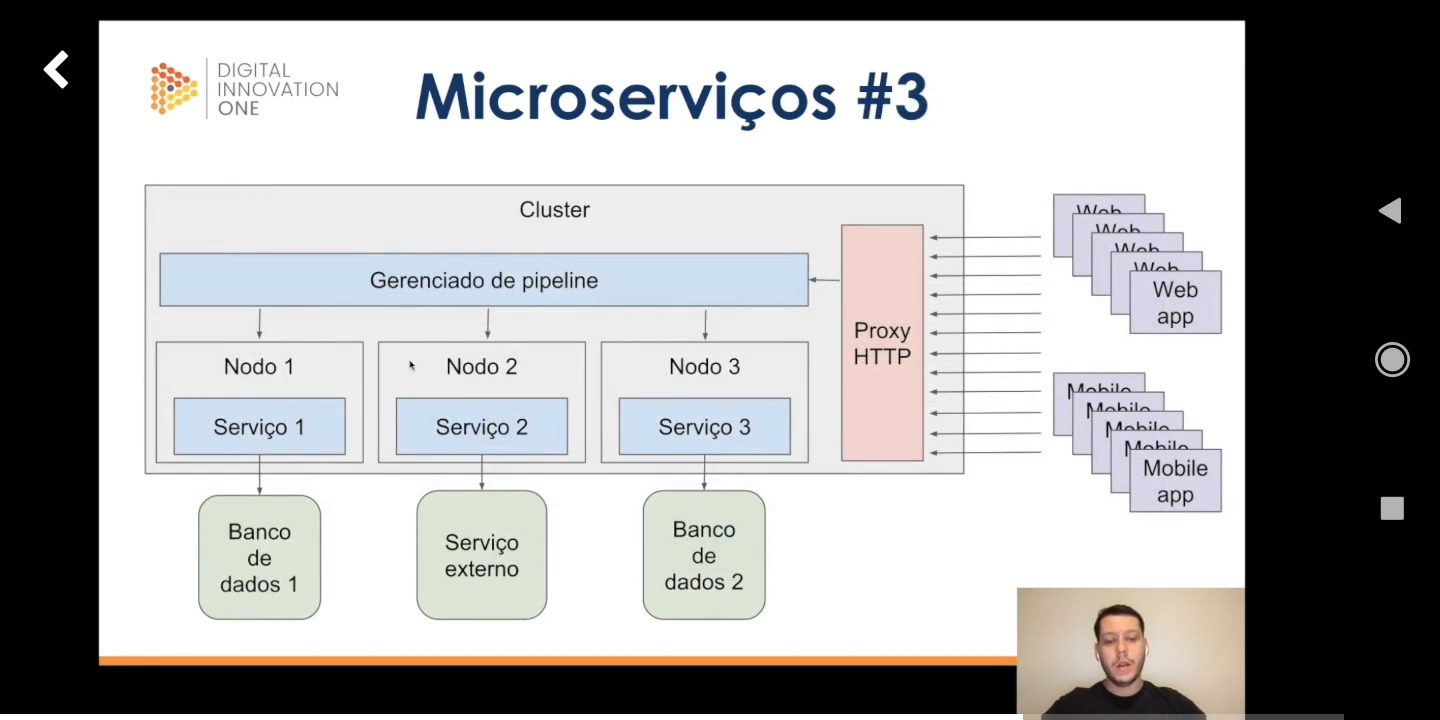 DIGITAL
INNOVATION
ONE
Microserviços #3
Cluster
Gerenciado de pipeline
Nodo 1
Nodo 2
Nodo 3
Serviço 1
Serviço 2
Serviço 3
Proxy
HTTP
Banco
de
dados 1
Serviço
externo
Banco
de
dados 2
Web
Web
Web
Web
Web
app
Mobile
Mobile
Mobile
Mobile
Mobile
app